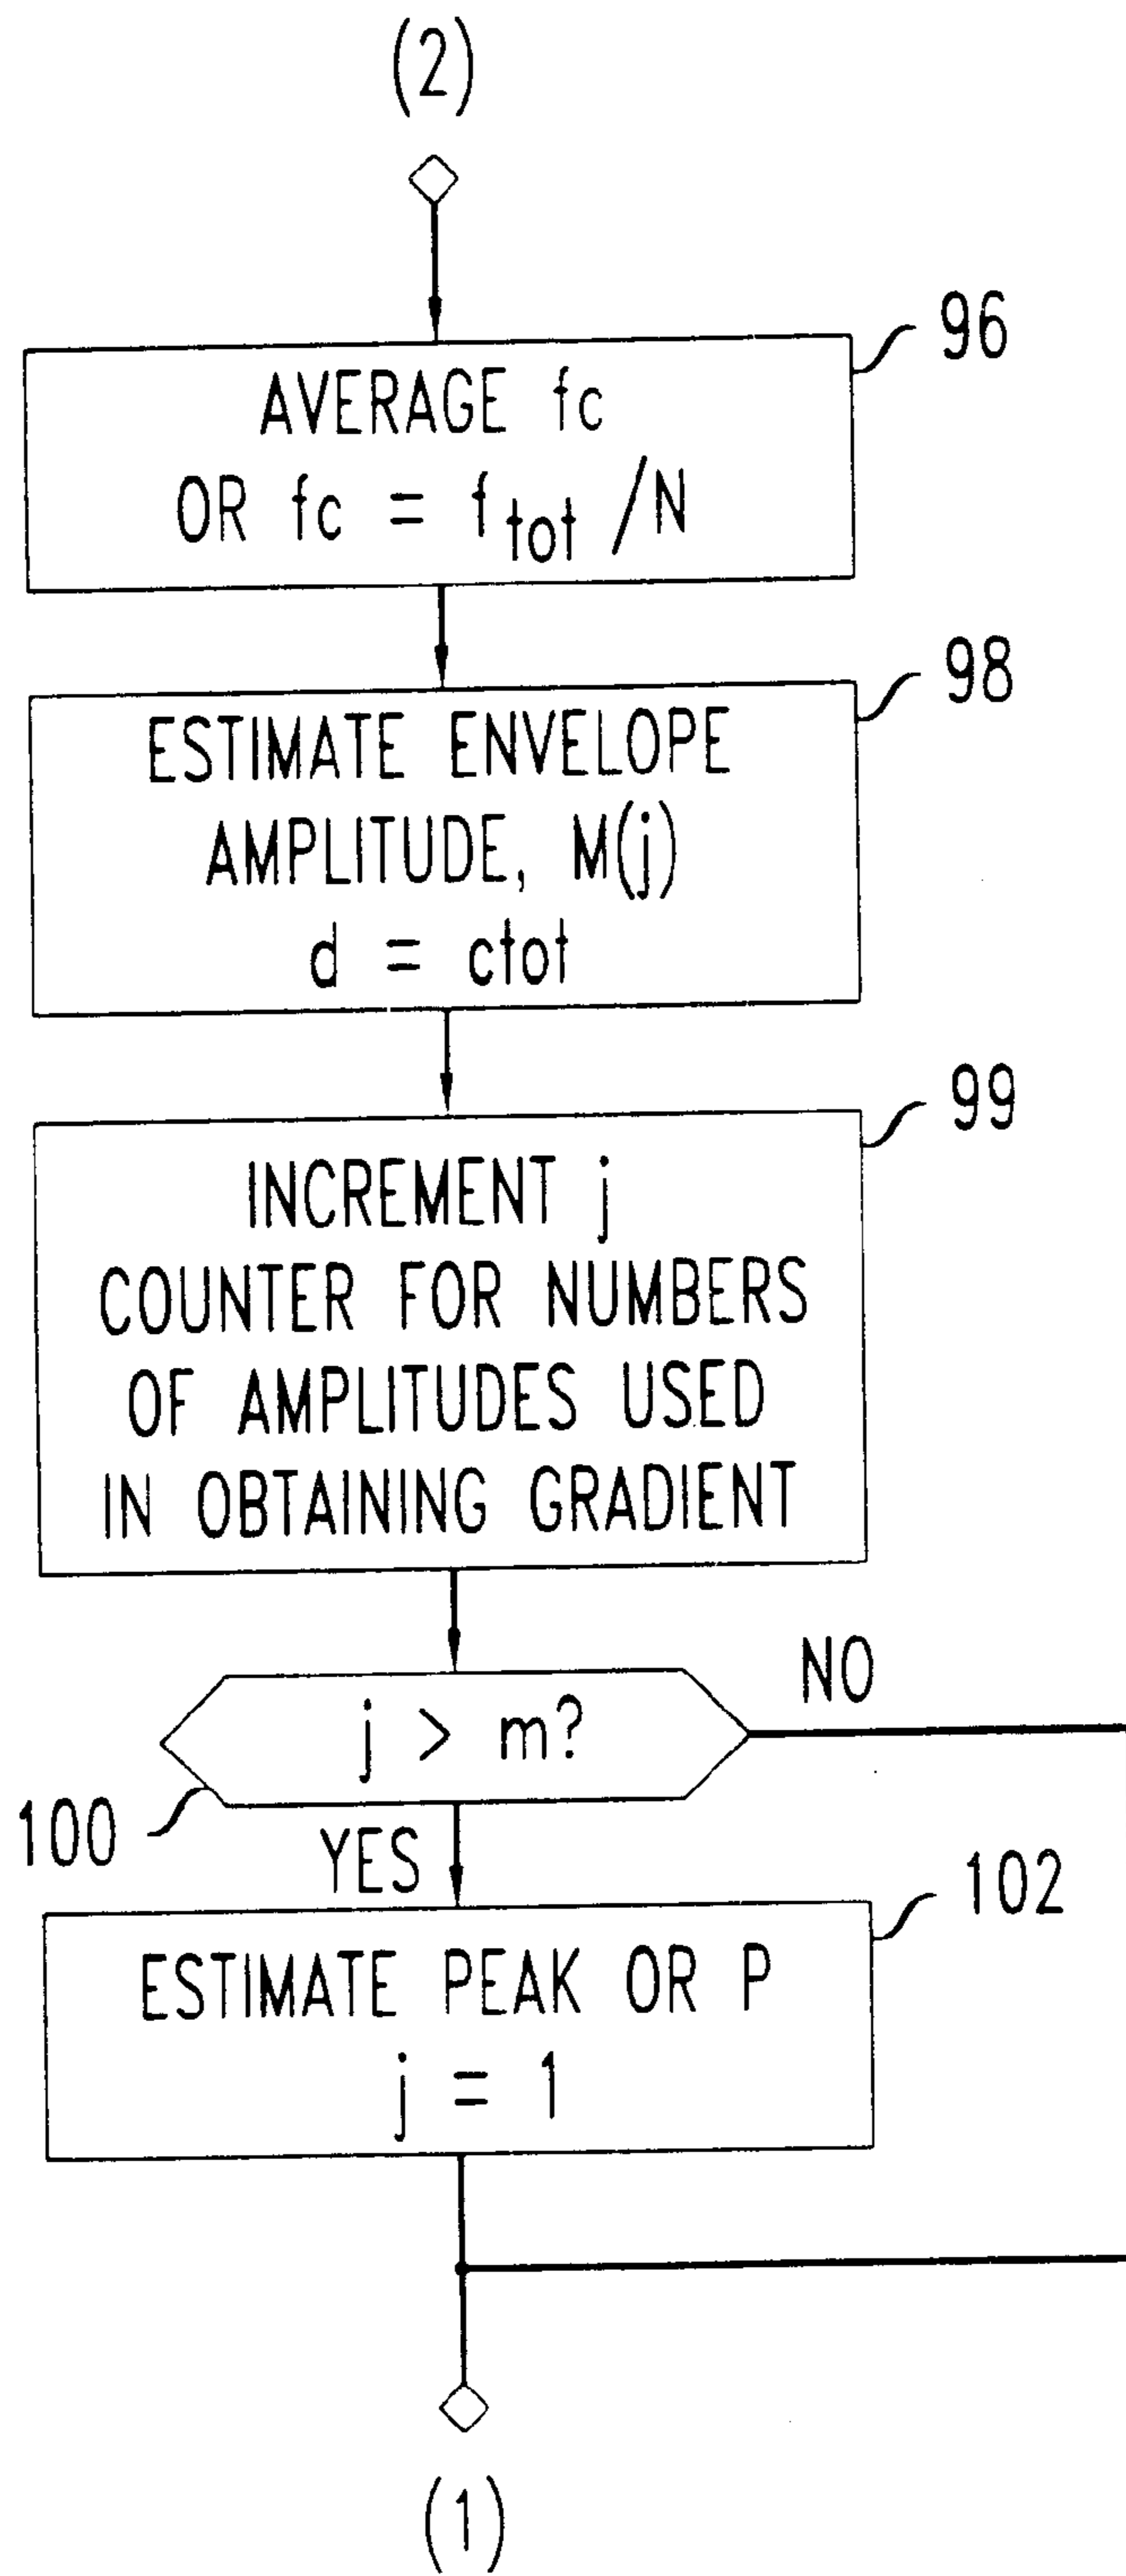 (2)
96
AVERAGE fc
OR fc = f_tot /N
98
ESTIMATE ENVELOPE
AMPLITUDE, M(j)
d = ctot
99
INCREMENT j
COUNTER FOR NUMBERS
OF AMPLITUDES USED
IN OBTAINING GRADIENT
NO
j > m?
100
YES
102
ESTIMATE PEAK OR P
j = 1
(1)